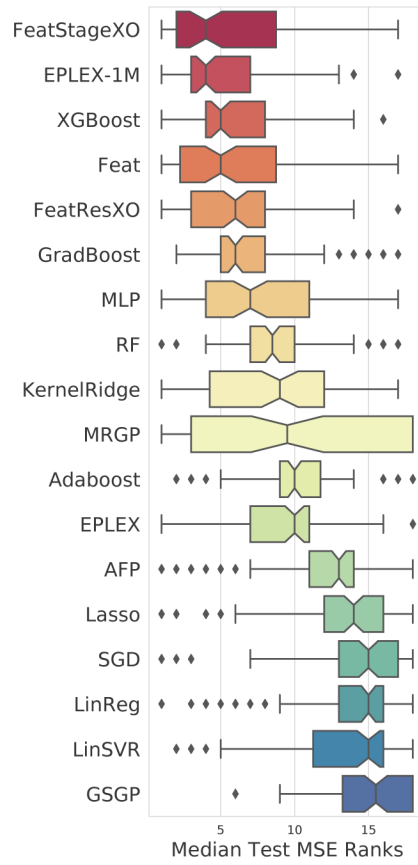 FeatStageXO
EPLEX-1M
XGBoost
Feat
FeatResXO
GradBoost
MLP
RF
KernelRidge
MRGP
Adaboost
EPLEX
AFP
Lasso
SGD
LinReg
LinSVR
GSGP
5 10 15
Median Test MSE Ranks